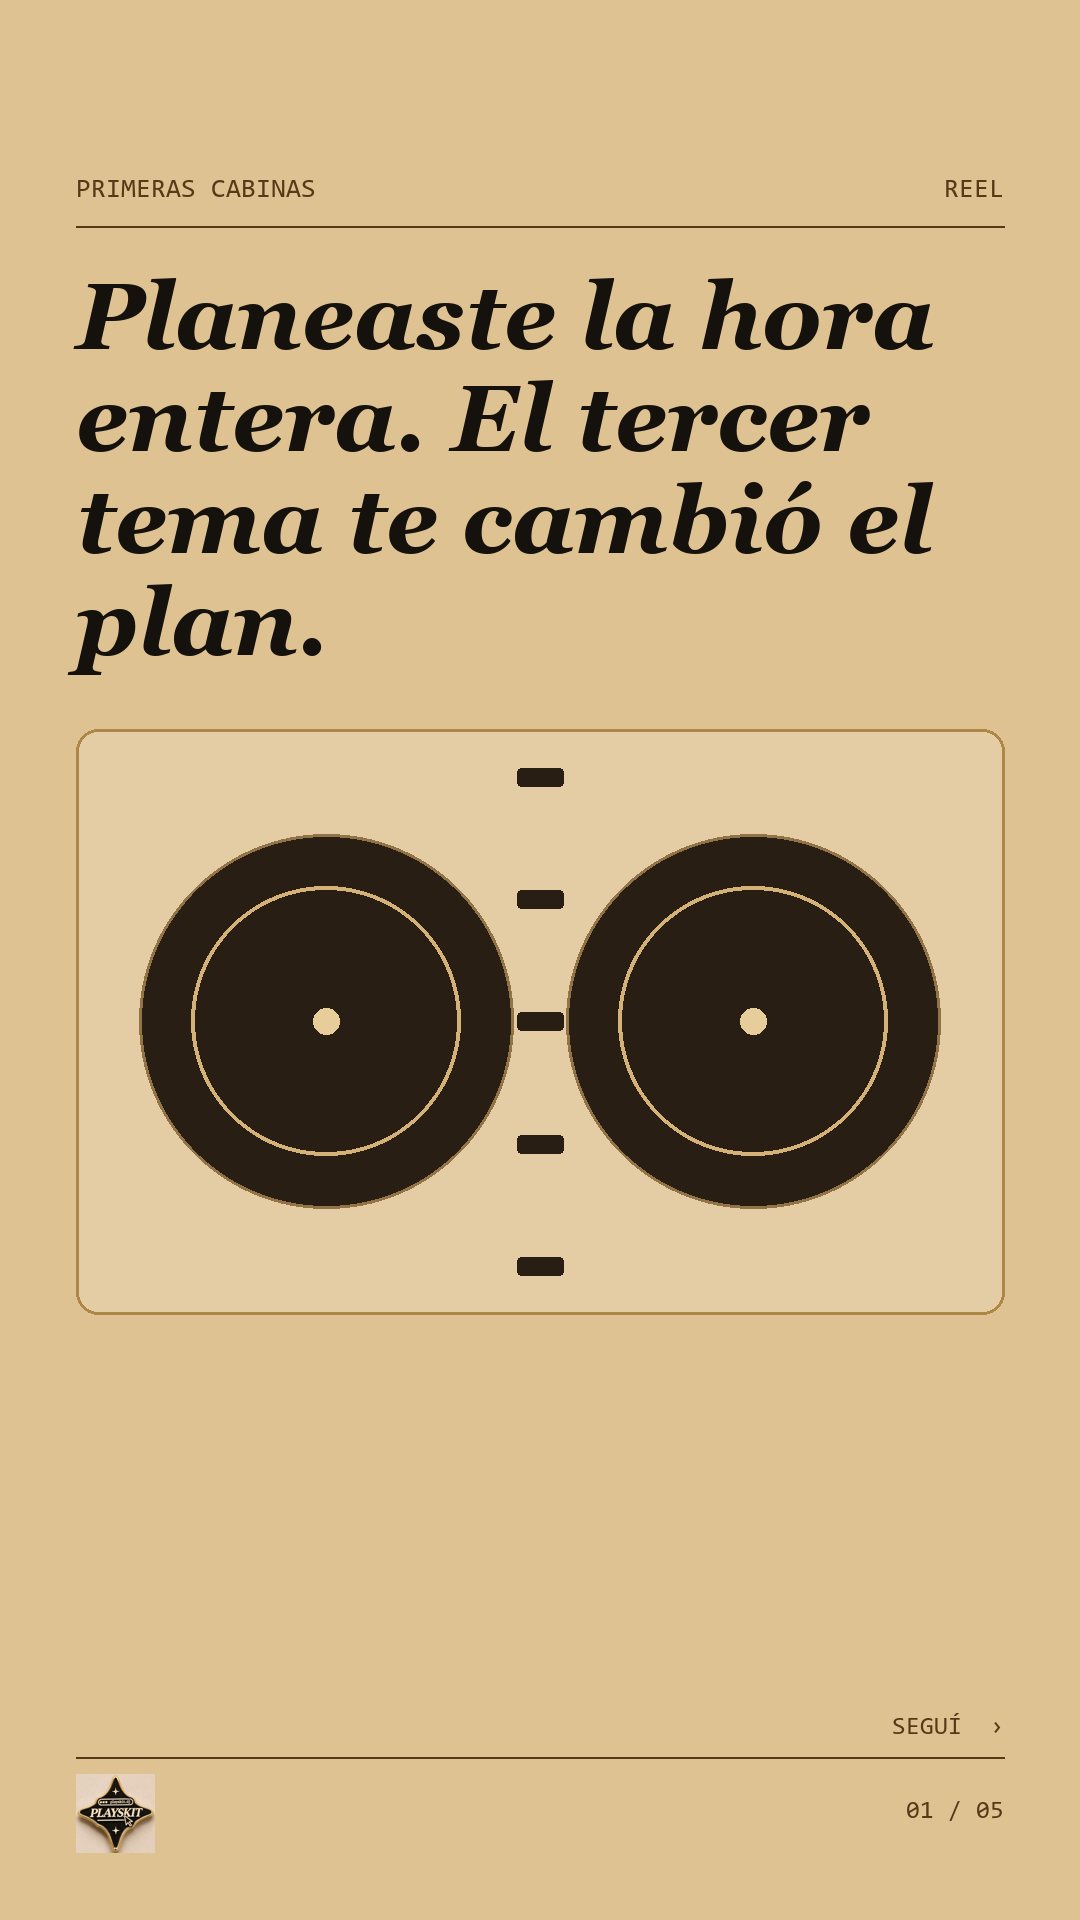 PRIMERAS CABINAS
REEL
Planeaste la hora
entera. El tercer
tema te cambió el
plan.
SEGUÍ ›
PLAYSKIT
01 / 05